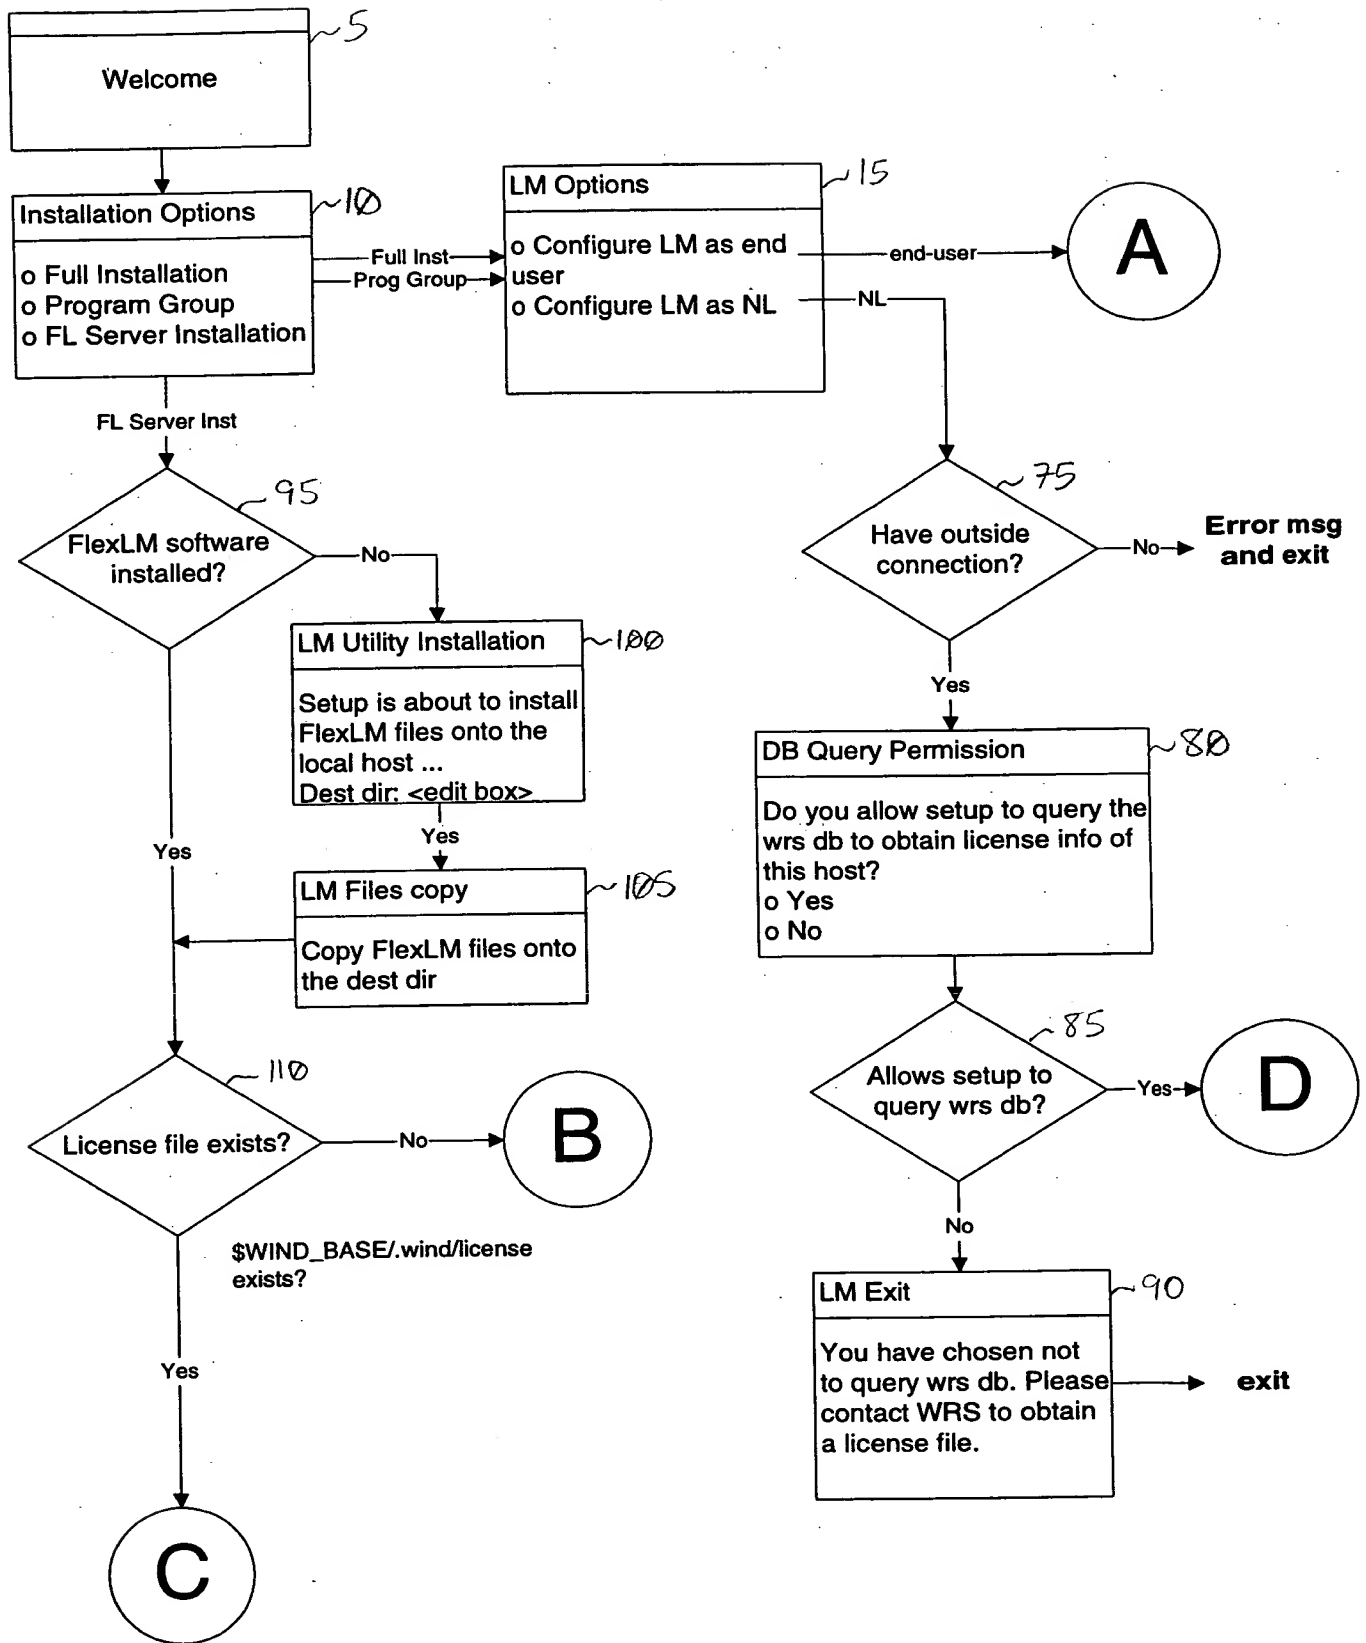 5
Welcome
10
Installation Options
o Full Installation
o Program Group
o FL Server Installation
Full Inst
Prog Group
15
LM Options
o Configure LM as end
user
o Configure LM as NL
end-user
A
NL
FL Server Inst
95
FlexLM software
installed?
No
Yes
100
LM Utility Installation
Setup is about to install
FlexLM files onto the
local host ...
Dest dir: <edit box>
Yes
105
LM Files copy
Copy FlexLM files onto
the dest dir
110
License file exists?
No
B
$WIND_BASE/.wind/license
exists?
Yes
C
75
Have outside
connection?
No
Error msg
and exit
Yes
80
DB Query Permission
Do you allow setup to query the
wrs db to obtain license info of
this host?
o Yes
o No
85
Allows setup to
query wrs db?
Yes
D
No
90
LM Exit
You have chosen not
to query wrs db. Please
contact WRS to obtain
a license file.
exit